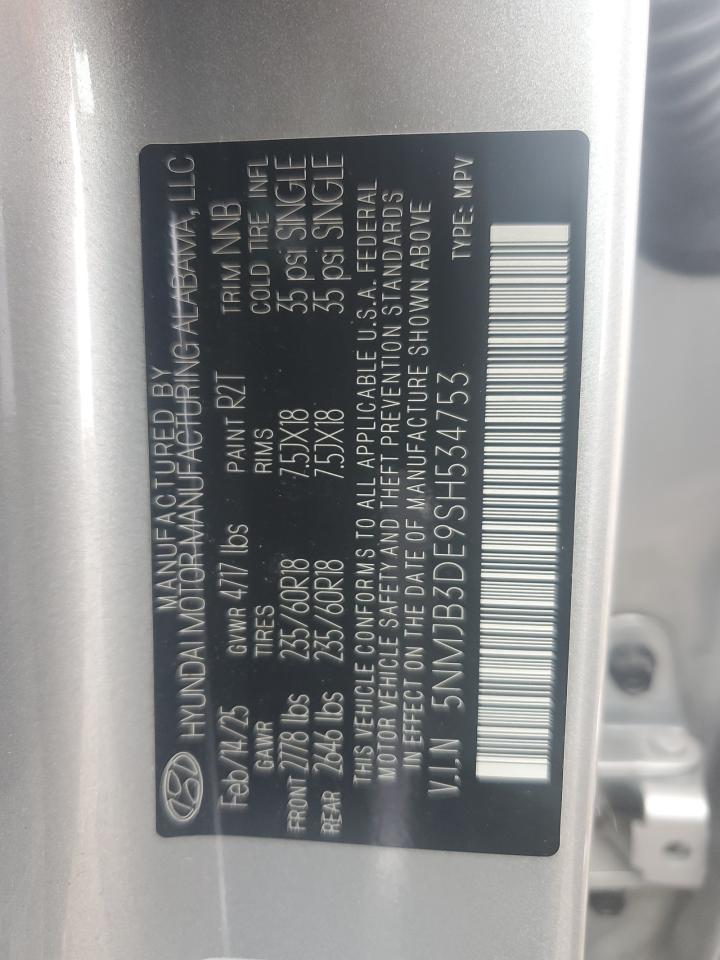 MANUFACTURED BY
HYUNDAI MOTOR MANUFACTURING ALABAMA, LLC
Feb/14/25 GVWR 4717 lbs PAINT R2T TRIM NNB
GAWR TIRES RIMS COLD TIRE INFL
FRONT 2778 lbs 235/60R18 7.5JX18 35 psi SINGLE
REAR 2646 lbs 235/60R18 7.5JX18 35 psi SINGLE
THIS VEHICLE CONFORMS TO ALL APPLICABLE U.S.A. FEDERAL
MOTOR VEHICLE SAFETY AND THEFT PREVENTION STANDARDS
IN EFFECT ON THE DATE OF MANUFACTURE SHOWN ABOVE
V.I.N 5NMJB3DE9SH534753 TYPE: MPV